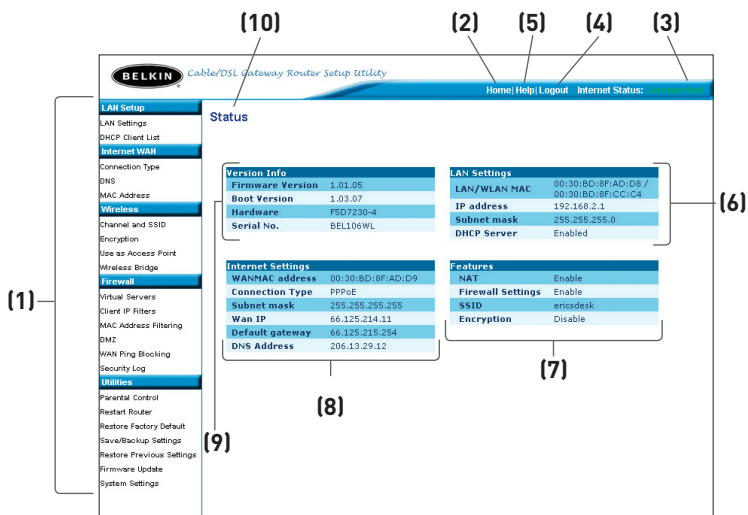 (10) (2) (5) (4) (3)
BELKIN Cable/DSL Gateway Router Setup Utility
Home| Help| Logout Internet Status: Connected
(1)
LAN Setup
LAN Settings
DHCP Client List
Internet WAN
Connection Type
DNS
MAC Address
Wireless
Channel and SSID
Encryption
Use as Access Point
Wireless Bridge
Firewall
Virtual Servers
Client IP Filters
MAC Address Filtering
DMZ
WAN Ping Blocking
Security Log
Utilities
Parental Control
Restart Router
Restore Factory Default
Save/Backup Settings
Restore Previous Settings
Firmware Update
System Settings
Status
Version Info
Firmware Version 1.01.05
Boot Version 1.03.07
Hardware F5D7230-4
Serial No. BEL106WL
(9)
LAN Settings
LAN/WLAN MAC 00:30:BD:8F:AD:D8 /
00:30:BD:8F:CC:C4
IP address 192.168.2.1
Subnet mask 255.255.255.0
DHCP Server Enabled
(6)
Internet Settings
WANMAC address 00:30:BD:8F:AD:D9
Connection Type PPPoE
Subnet mask 255.255.255.255
Wan IP 66.125.214.11
Default gateway 66.125.215.254
DNS Address 206.13.29.12
(8)
Features
NAT Enable
Firewall Settings Enable
SSID ericsdesk
Encryption Disable
(7)